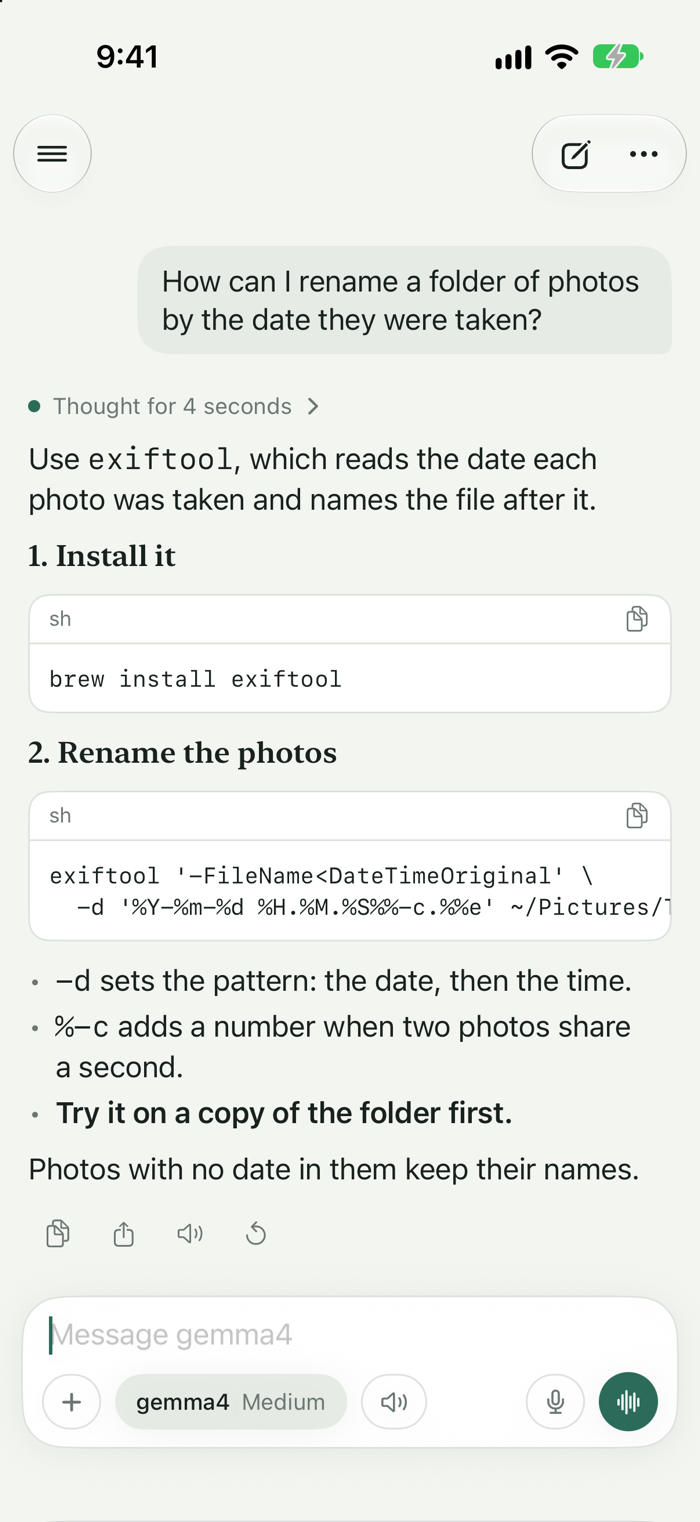 9:41
How can I rename a folder of photos
by the date they were taken?
Thought for 4 seconds
Use exiftool, which reads the date each
photo was taken and names the file after it.
1. Install it
sh
brew install exiftool
2. Rename the photos
sh
exiftool '-FileName<DateTimeOriginal' \
-d '%Y-%m-%d %H.%M.%S%%-c.%%e' ~/Pictures/
• -d sets the pattern: the date, then the time.
• %-c adds a number when two photos share
a second.
• Try it on a copy of the folder first.
Photos with no date in them keep their names.
Message gemma4
gemma4 Medium